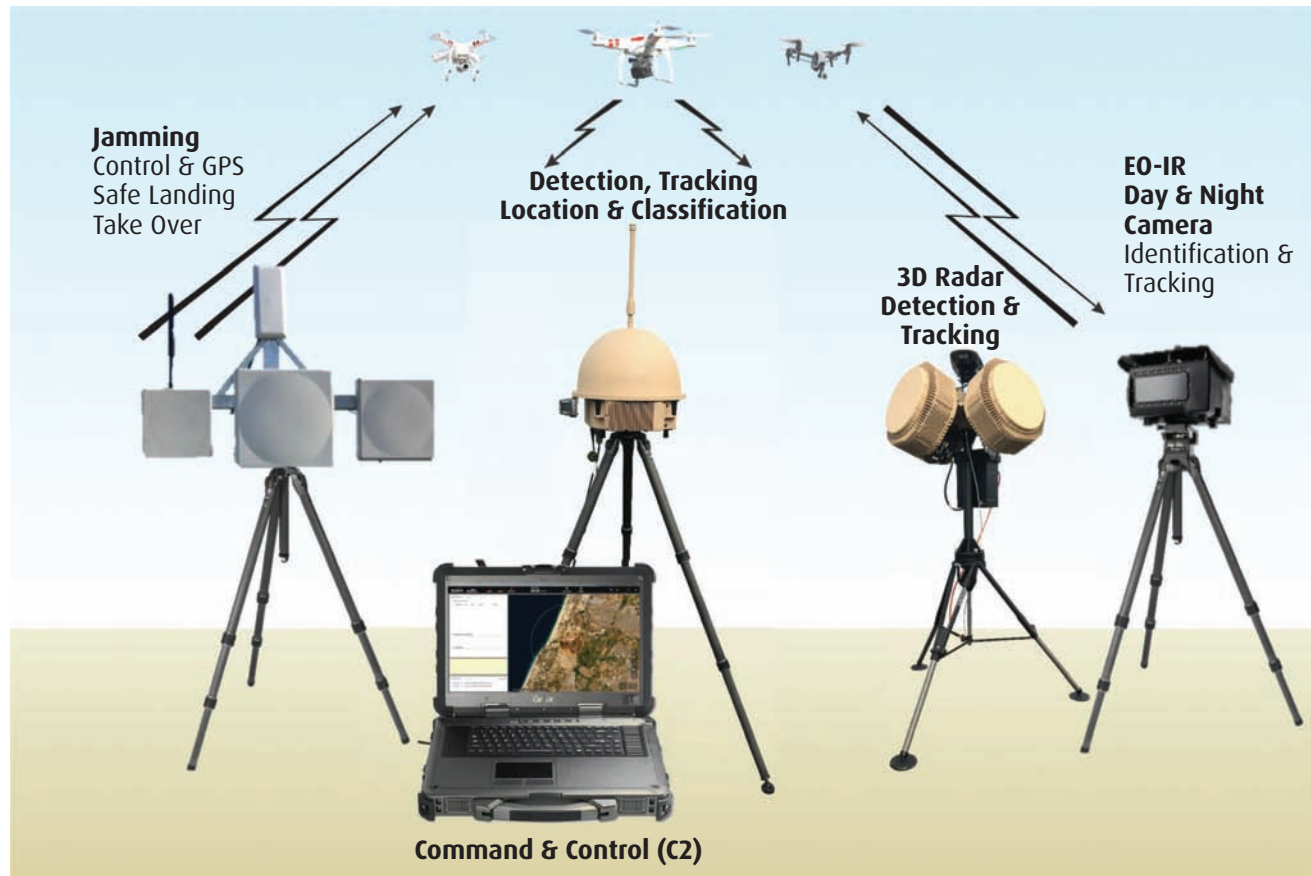 Jamming
Control & GPS
Safe Landing
Take Over
Detection, Tracking
Location & Classification
EO-IR
Day & Night
Camera
Identification &
Tracking
3D Radar
Detection &
Tracking
Command & Control (C2)